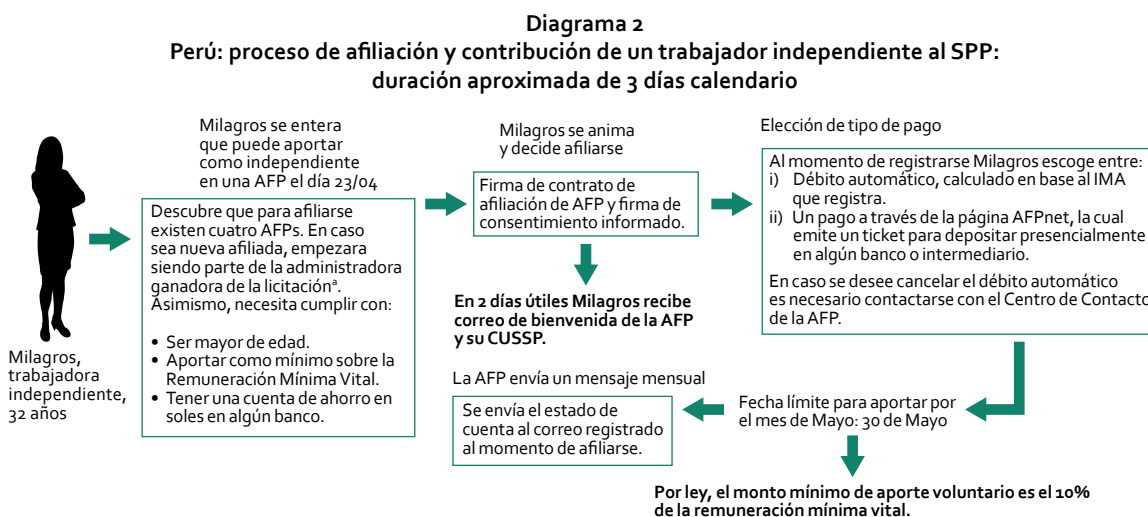 Diagrama 2
Perú: proceso de afiliación y contribución de un trabajador independiente al SPP:
duración aproximada de 3 días calendario
Milagros,
trabajadora
independiente,
32 años
Milagros se entera
que puede aportar
como independiente
en una AFP el día 23/04
Descubre que para afiliarse
existen cuatro AFPs. En caso
sea nueva afiliada, empezara
siendo parte de la administradora
ganadora de la licitaciónª.
Asimismo, necesita cumplir con:
• Ser mayor de edad.
• Aportar como mínimo sobre la
Remuneración Mínima Vital.
• Tener una cuenta de ahorro en
soles en algún banco.
Milagros se anima
y decide afiliarse
Firma de contrato de
afiliación de AFP y firma de
consentimiento informado.
En 2 días útiles Milagros recibe
correo de bienvenida de la AFP
y su CUSSP.
Elección de tipo de pago
Al momento de registrarse Milagros escoge entre:
i) Débito automático, calculado en base al IMA
que registra.
ii) Un pago a través de la página AFPnet, la cual
emite un ticket para depositar presencialmente
en algún banco o intermediario.
En caso se desee cancelar el débito automático
es necesario contactarse con el Centro de Contacto
de la AFP.
Fecha límite para aportar por
el mes de Mayo: 30 de Mayo
La AFP envía un mensaje mensual
Se envía el estado de
cuenta al correo registrado
al momento de afiliarse.
Por ley, el monto mínimo de aporte voluntario es el 10%
de la remuneración mínima vital.